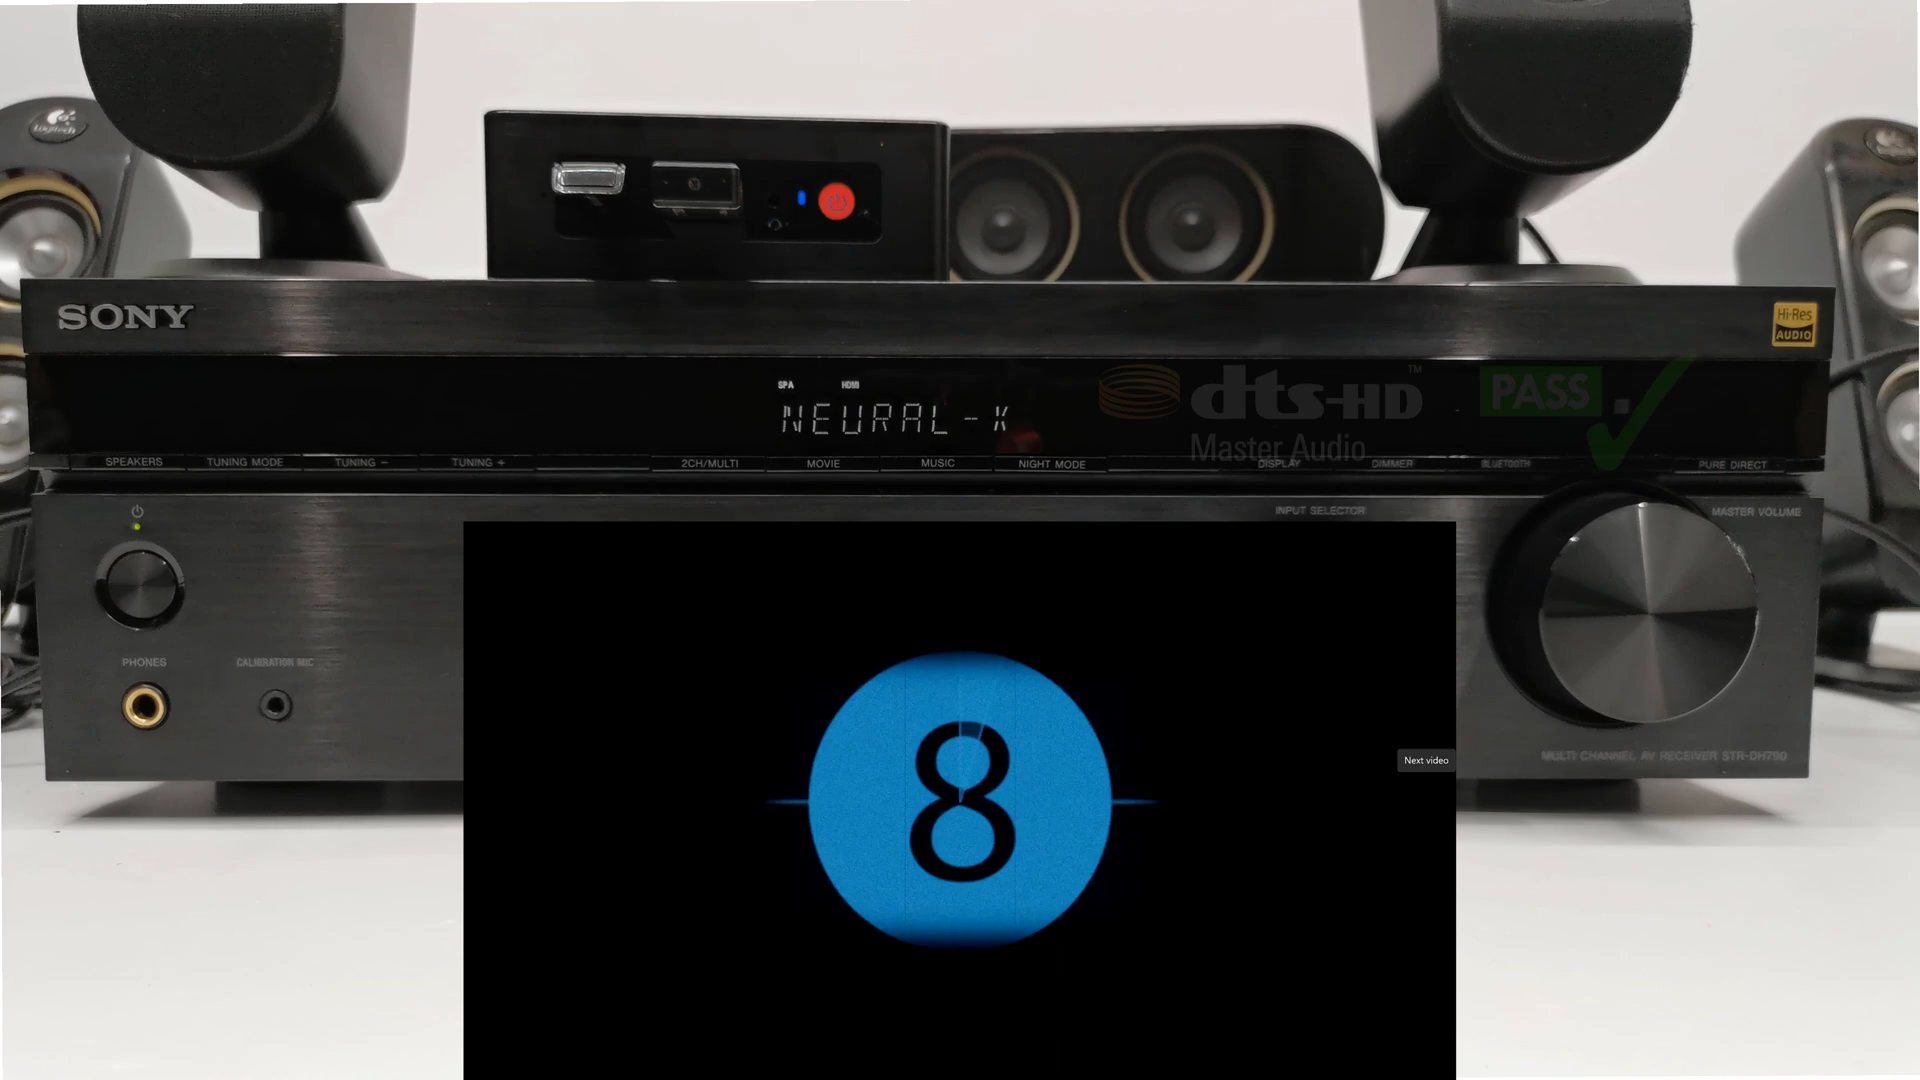 Logitech
SONY
Hi-Res
AUDIO
SPA HDMI
NEURAL-X
dts-HD™
Master Audio
PASS
SPEAKERS TUNING MODE TUNING − TUNING + 2CH/MULTI MOVIE MUSIC NIGHT MODE DISPLAY DIMMER BLUETOOTH PURE DIRECT
INPUT SELECTOR
MASTER VOLUME
PHONES CALIBRATION MIC
8
Next video
MULTI CHANNEL AV RECEIVER STR-DH790